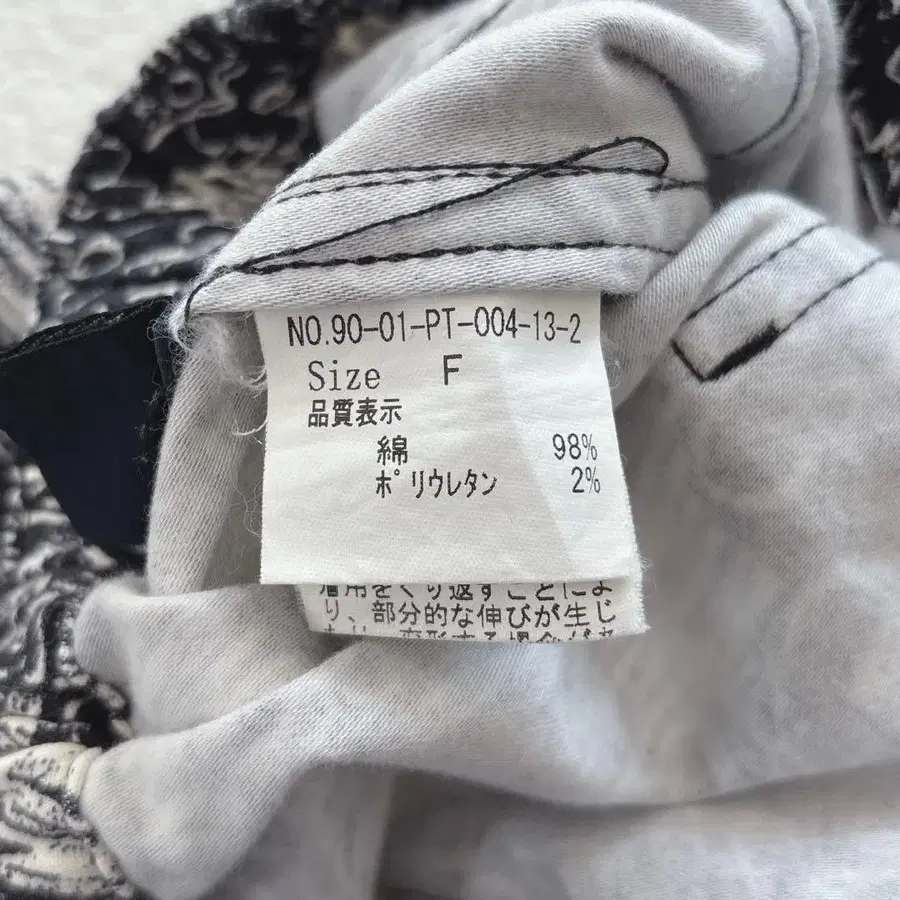 NO.90-01-PT-004-13-2
Size F
品質表示
綿 98%
ポリウレタン 2%
着用をくり返すことによ
り、部分的な伸びが生じ